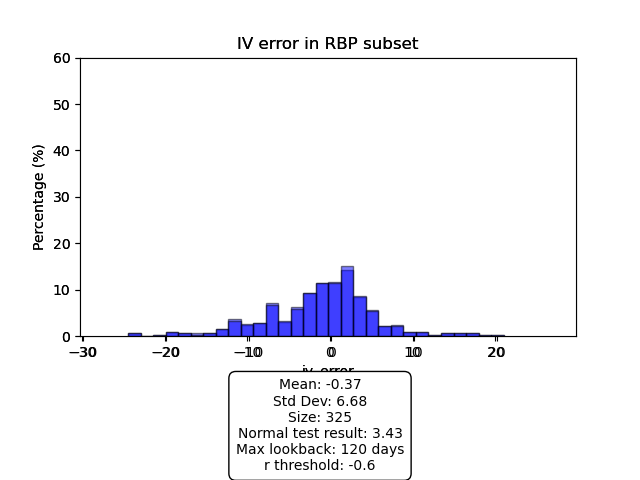 IV error in RBP subset
60
50
40
30
20
10
0
Percentage (%)
−30 −20 −10 0 10 20
iv_error
Mean: -0.37
Std Dev: 6.68
Size: 325
Normal test result: 3.43
Max lookback: 120 days
r threshold: -0.6